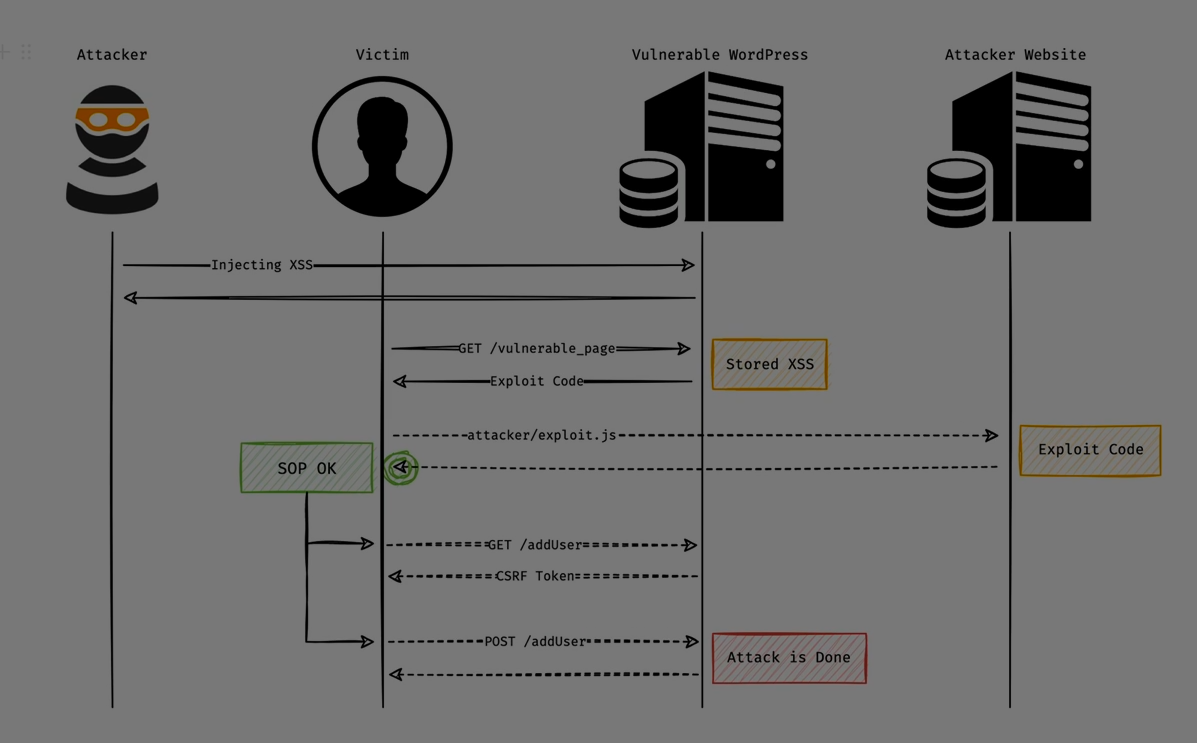 Attacker
Victim
Vulnerable WordPress
Attacker Website
Injecting XSS
GET /vulnerable_page
Stored XSS
Exploit Code
attacker/exploit.js
Exploit Code
SOP OK
GET /addUser
CSRF Token
POST /addUser
Attack is Done